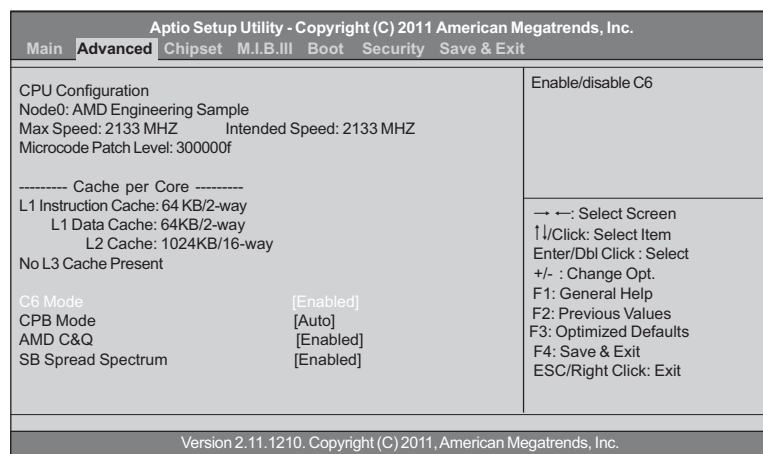 Aptio Setup Utility - Copyright (C) 2011 American Megatrends, Inc.
Main Advanced Chipset M.I.B.III Boot Security Save & Exit
CPU Configuration
Node0: AMD Engineering Sample
Max Speed: 2133 MHZ Intended Speed: 2133 MHZ
Microcode Patch Level: 300000f
--------- Cache per Core ---------
L1 Instruction Cache: 64 KB/2-way
L1 Data Cache: 64KB/2-way
L2 Cache: 1024KB/16-way
No L3 Cache Present
C6 Mode [Enabled]
CPB Mode [Auto]
AMD C&Q [Enabled]
SB Spread Spectrum [Enabled]
Enable/disable C6
→ ←: Select Screen
↑↓/Click: Select Item
Enter/Dbl Click : Select
+/- : Change Opt.
F1: General Help
F2: Previous Values
F3: Optimized Defaults
F4: Save & Exit
ESC/Right Click: Exit
Version 2.11.1210. Copyright (C) 2011, American Megatrends, Inc.